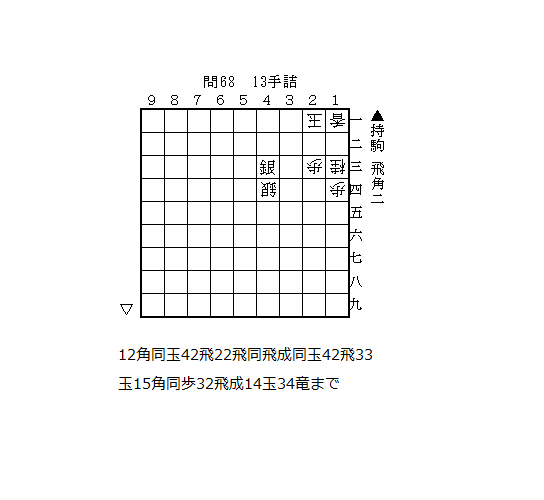 問68 13手詰
9 8 7 6 5 4 3 2 1
玉 香 一
二
歩 桂 三
銀 歩 四
五
六
七
八
九
▲持駒 飛角二
▽
12角同玉42飛22飛同飛成同玉42飛33
玉15角同歩32飛成14玉34竜まで